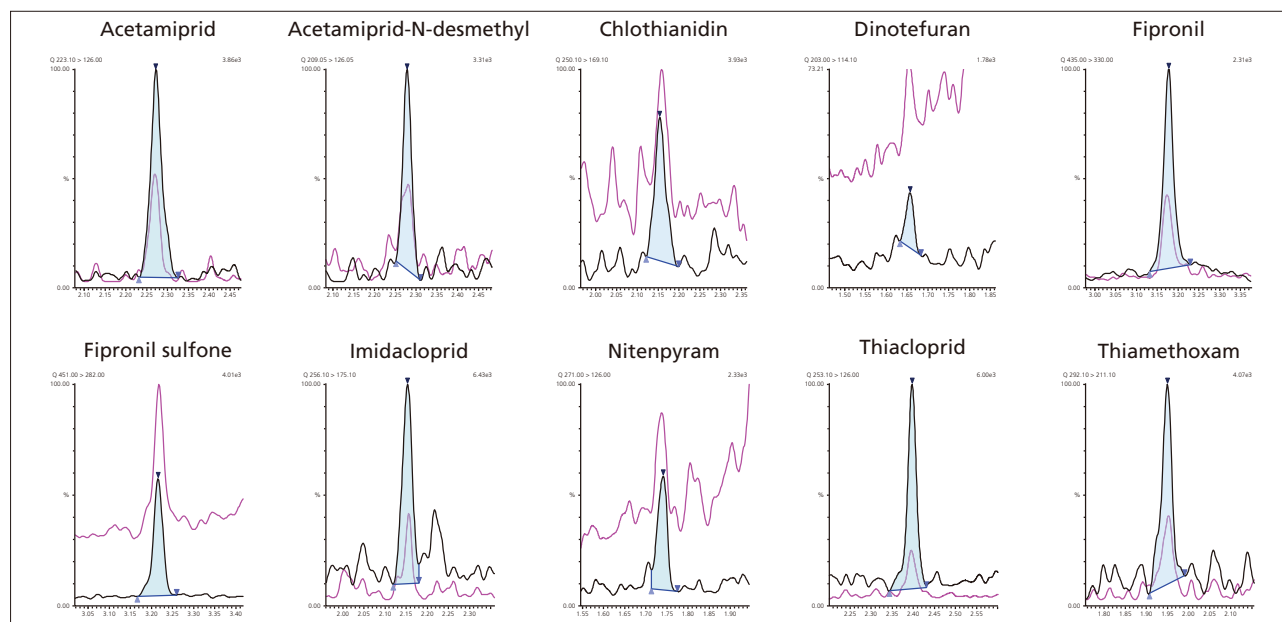 Acetamiprid
Acetamiprid-N-desmethyl
Chlothianidin
Dinotefuran
Fipronil
Q 223.10 > 126.00 3.86e3
Q 209.05 > 126.05 3.31e3
Q 250.10 > 169.10 3.93e3
Q 203.00 > 114.10 1.78e3
Q 435.00 > 330.00 2.31e3
100.00 100.00 100.00 73.21 100.00
% % % % %
0.00 0.00 0.00 0.00 0.00
2.10 2.15 2.20 2.25 2.30 2.35 2.40 2.45
2.10 2.15 2.20 2.25 2.30 2.35 2.40 2.45
2.00 2.05 2.10 2.15 2.20 2.25 2.30 2.35
1.50 1.55 1.60 1.65 1.70 1.75 1.80 1.85
3.00 3.05 3.10 3.15 3.20 3.25 3.30 3.35
Fipronil sulfone
Imidacloprid
Nitenpyram
Thiacloprid
Thiamethoxam
Q 451.00 > 282.00 4.01e3
Q 256.10 > 175.10 6.43e3
Q 271.00 > 126.00 2.33e3
Q 253.10 > 126.00 6.00e3
Q 292.10 > 211.10 4.07e3
100.00 100.00 100.00 100.00 100.00
% % % % %
0.00 0.00 0.00 0.00 0.00
3.05 3.10 3.15 3.20 3.25 3.30 3.35 3.40
2.00 2.05 2.10 2.15 2.20 2.25 2.30
1.55 1.60 1.65 1.70 1.75 1.80 1.85 1.90
2.25 2.30 2.35 2.40 2.45 2.50 2.55
1.80 1.85 1.90 1.95 2.00 2.05 2.10